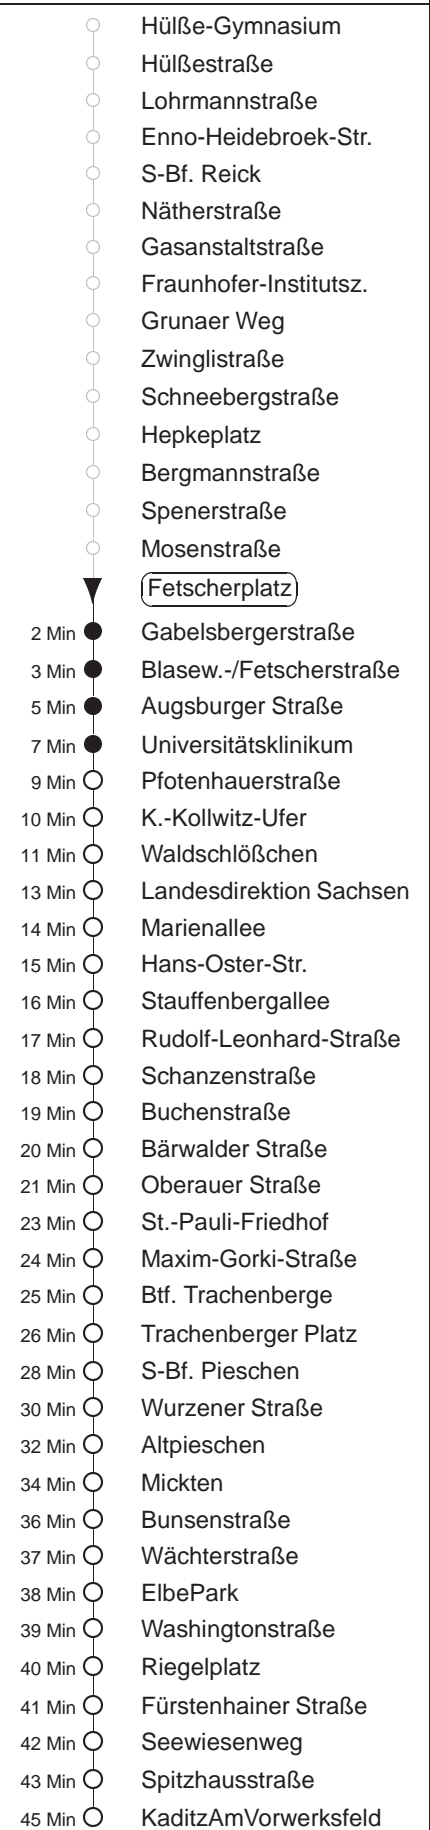 Hülße-Gymnasium
Hülßestraße
Lohrmannstraße
Enno-Heidebroek-Str.
S-Bf. Reick
Nätherstraße
Gasanstaltstraße
Fraunhofer-Institutsz.
Grunaer Weg
Zwinglistraße
Schneebergstraße
Hepkeplatz
Bergmannstraße
Spenerstraße
Mosenstraße
Fetscherplatz
2 Min Gabelsbergerstraße
3 Min Blasew.-/Fetscherstraße
5 Min Augsburger Straße
7 Min Universitätsklinikum
9 Min Pfotenhauerstraße
10 Min K.-Kollwitz-Ufer
11 Min Waldschlößchen
13 Min Landesdirektion Sachsen
14 Min Marienallee
15 Min Hans-Oster-Str.
16 Min Stauffenbergallee
17 Min Rudolf-Leonhard-Straße
18 Min Schanzenstraße
19 Min Buchenstraße
20 Min Bärwalder Straße
21 Min Oberauer Straße
23 Min St.-Pauli-Friedhof
24 Min Maxim-Gorki-Straße
25 Min Btf. Trachenberge
26 Min Trachenberger Platz
28 Min S-Bf. Pieschen
30 Min Wurzener Straße
32 Min Altpieschen
34 Min Mickten
36 Min Bunsenstraße
37 Min Wächterstraße
38 Min ElbePark
39 Min Washingtonstraße
40 Min Riegelplatz
41 Min Fürstenhainer Straße
42 Min Seewiesenweg
43 Min Spitzhausstraße
45 Min KaditzAmVorwerksfeld